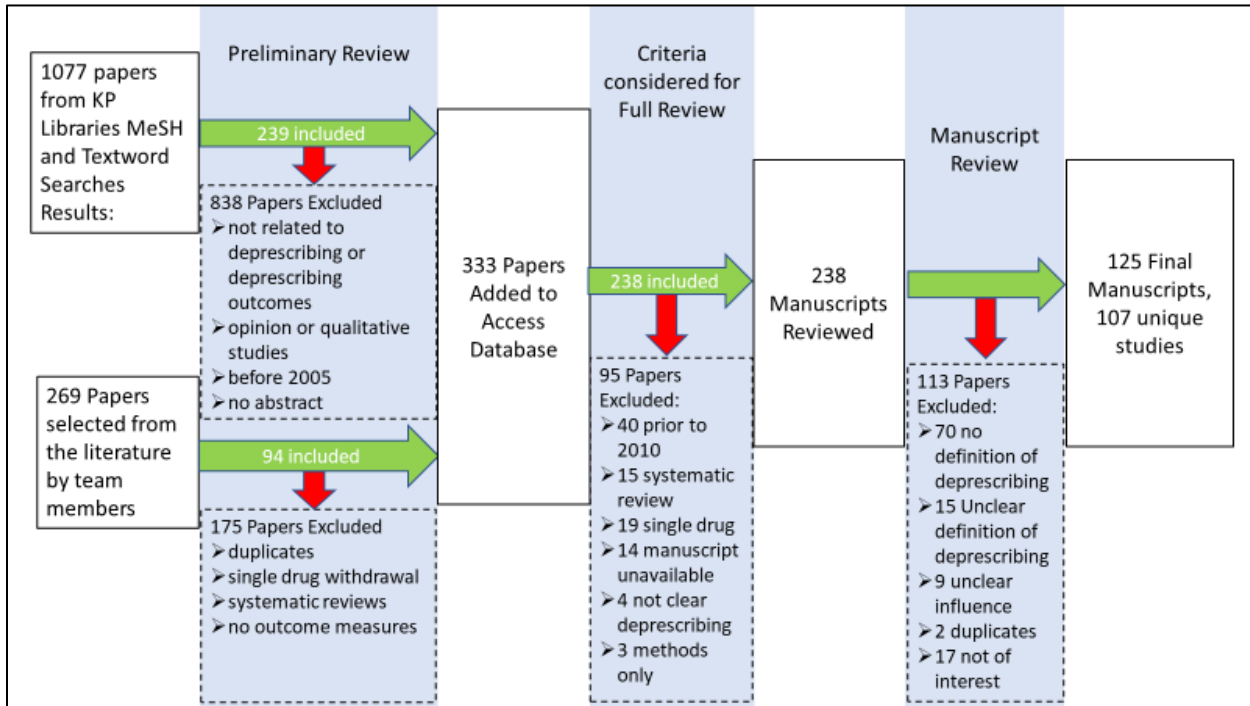 1077 papers
from KP
Libraries MeSH
and Textword
Searches
Results:
269 Papers
selected from
the literature
by team
members
Preliminary Review
239 included
838 Papers Excluded
➢not related to
deprescribing or
deprescribing
outcomes
➢opinion or qualitative
studies
➢before 2005
➢no abstract
94 included
175 Papers Excluded
➢duplicates
➢single drug withdrawal
➢systematic reviews
➢no outcome measures
333 Papers
Added to
Access
Database
Criteria
considered for
Full Review
238 included
95 Papers
Excluded:
➢40 prior to
2010
➢15 systematic
review
➢19 single drug
➢14 manuscript
unavailable
➢4 not clear
deprescribing
➢3 methods
only
238
Manuscripts
Reviewed
Manuscript
Review
113 Papers
Excluded:
➢70 no
definition of
deprescribing
➢15 Unclear
definition of
deprescribing
➢9 unclear
influence
➢2 duplicates
➢17 not of
interest
125 Final
Manuscripts,
107 unique
studies